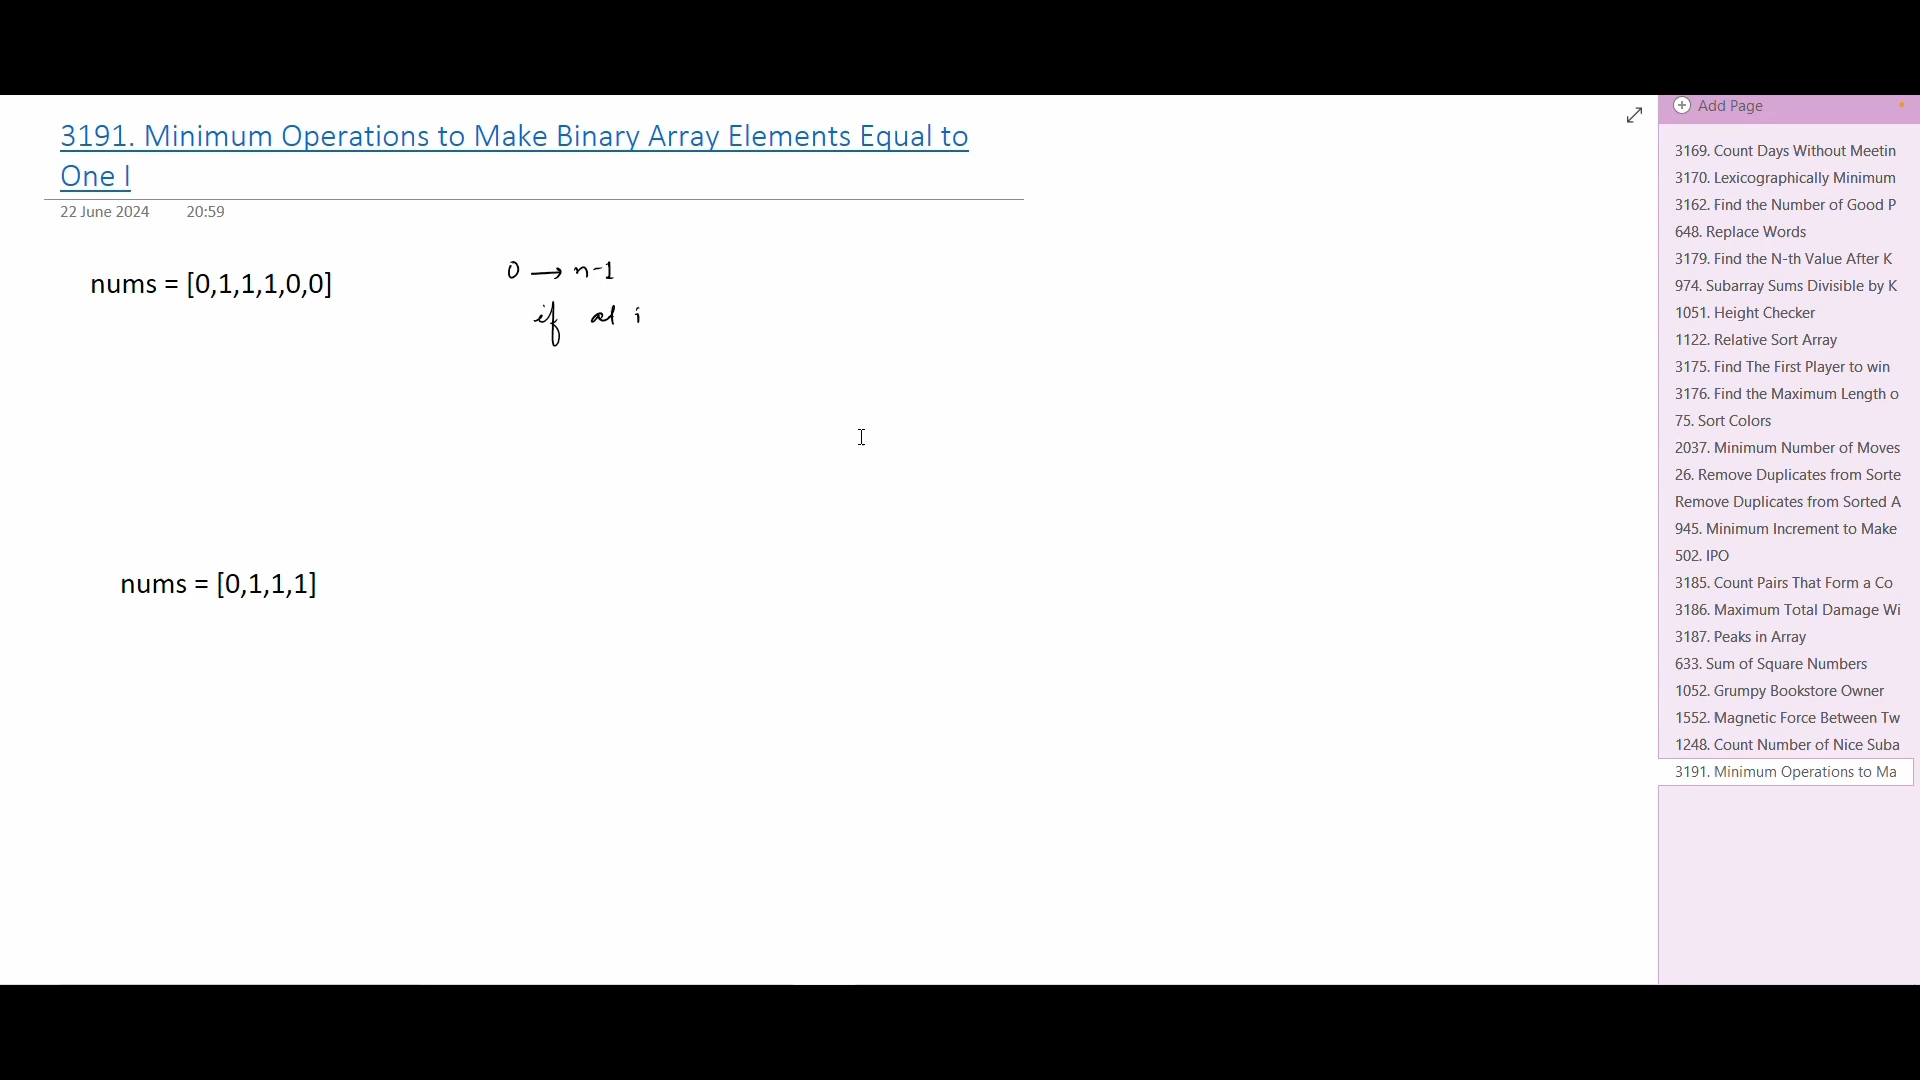 3191. Minimum Operations to Make Binary Array Elements Equal to
One I
22 June 2024 20:59
nums = [0,1,1,1,0,0]
0 → n-1
if at i
nums = [0,1,1,1]
Add Page
3169. Count Days Without Meetin
3170. Lexicographically Minimum
3162. Find the Number of Good P
648. Replace Words
3179. Find the N-th Value After K
974. Subarray Sums Divisible by K
1051. Height Checker
1122. Relative Sort Array
3175. Find The First Player to win
3176. Find the Maximum Length o
75. Sort Colors
2037. Minimum Number of Moves
26. Remove Duplicates from Sorte
Remove Duplicates from Sorted A
945. Minimum Increment to Make
502. IPO
3185. Count Pairs That Form a Co
3186. Maximum Total Damage Wi
3187. Peaks in Array
633. Sum of Square Numbers
1052. Grumpy Bookstore Owner
1552. Magnetic Force Between Tw
1248. Count Number of Nice Suba
3191. Minimum Operations to Ma